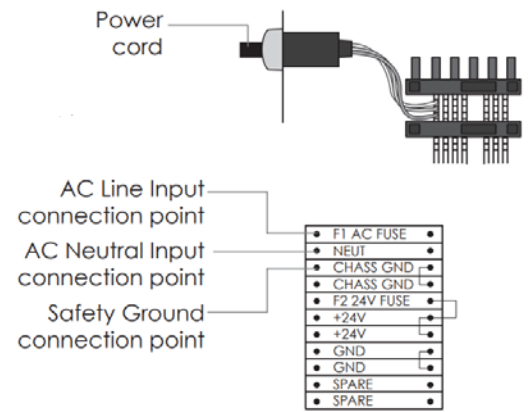 Power
cord
AC Line Input
connection point
AC Neutral Input
connection point
Safety Ground
connection point
F1 AC FUSE
NEUT
CHASS GND
CHASS GND
F2 24V FUSE
+24V
+24V
GND
GND
SPARE
SPARE